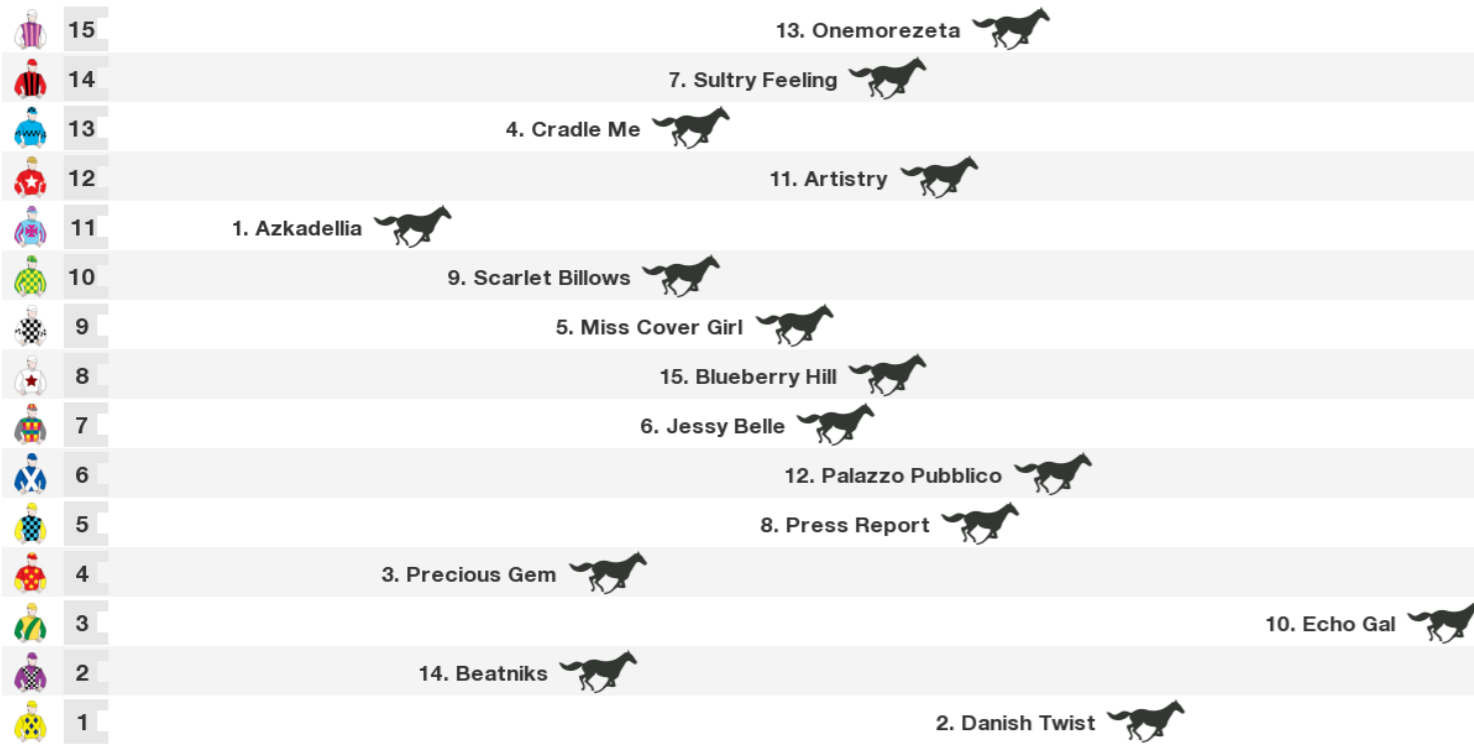 15 13. Onemorezeta
14 7. Sultry Feeling
13 4. Cradle Me
12 11. Artistry
11 1. Azkadellia
10 9. Scarlet Billows
9 5. Miss Cover Girl
8 15. Blueberry Hill
7 6. Jessy Belle
6 12. Palazzo Pubblico
5 8. Press Report
4 3. Precious Gem
3 10. Echo Gal
2 14. Beatniks
1 2. Danish Twist